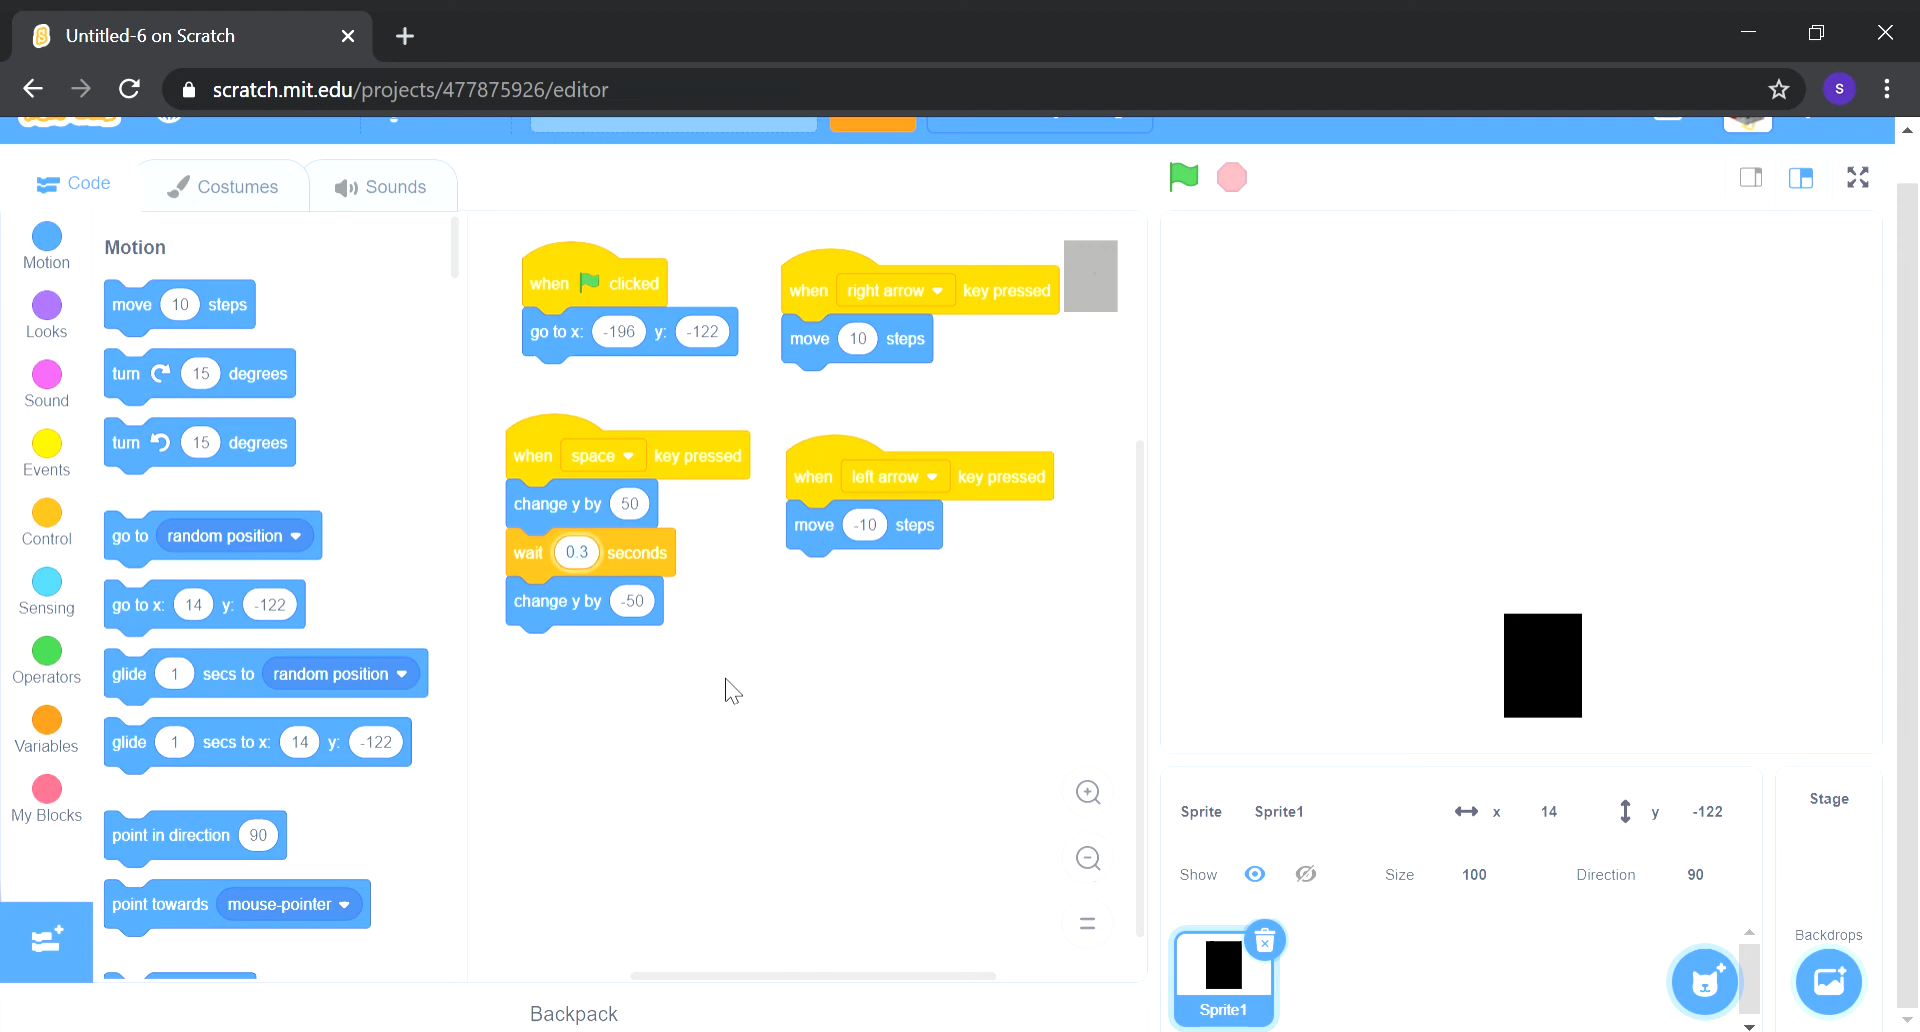 Untitled-6 on Scratch
scratch.mit.edu/projects/477875926/editor
S
Code
Costumes
Sounds
Motion
Looks
Sound
Events
Control
Sensing
Operators
Variables
My Blocks
Motion
move 10 steps
turn 15 degrees
turn 15 degrees
go to random position
go to x: 14 y: -122
glide 1 secs to random position
glide 1 secs to x: 14 y: -122
point in direction 90
point towards mouse-pointer
when clicked
go to x: -196 y: -122
when right arrow key pressed
move 10 steps
when space key pressed
change y by 50
wait 0.3 seconds
change y by -50
when left arrow key pressed
move -10 steps
Backpack
Sprite Sprite1 x 14 y -122
Show Size 100 Direction 90
Sprite1
Stage
Backdrops